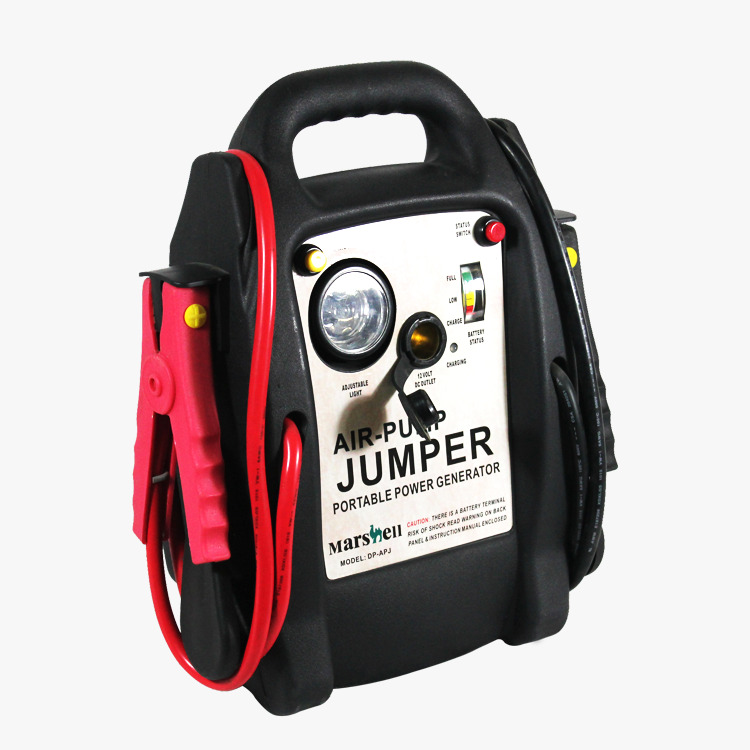 STATUS
SWITCH
FULL
LOW
CHARGE
BATTERY
STATUS
CHARGING
ADJUSTABLE
LIGHT
12 VOLT
DC OUTLET
AIR-PUMP
JUMPER
PORTABLE POWER GENERATOR
Marshell
CAUTION: THERE IS A BATTERY TERMINAL
RISK OF SHOCK READ WARNING ON BACK
PANEL & INSTRUCTION MANUAL ENCLOSED
MODEL: DP-APJ